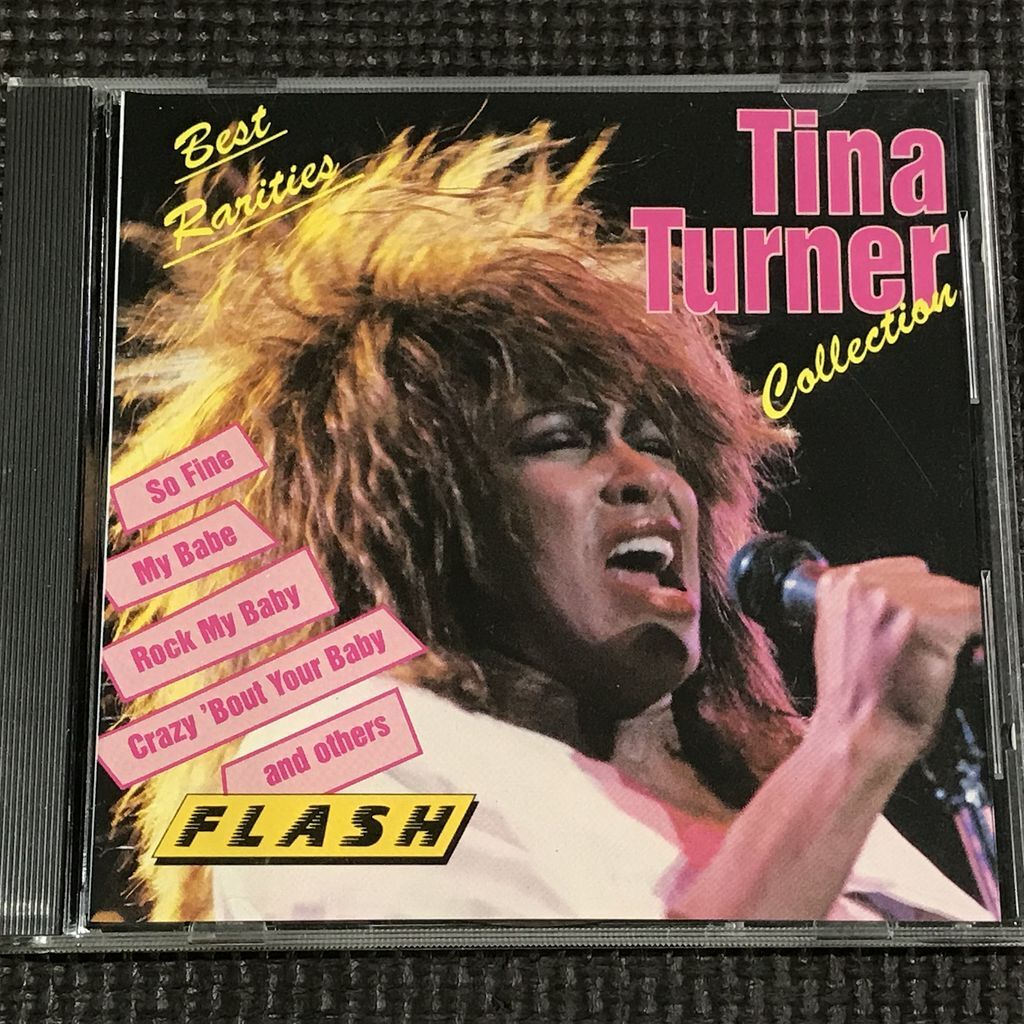 Best
Rarities
Tina
Turner
Collection
So Fine
My Babe
Rock My Baby
Crazy 'Bout Your Baby
and others
FLASH